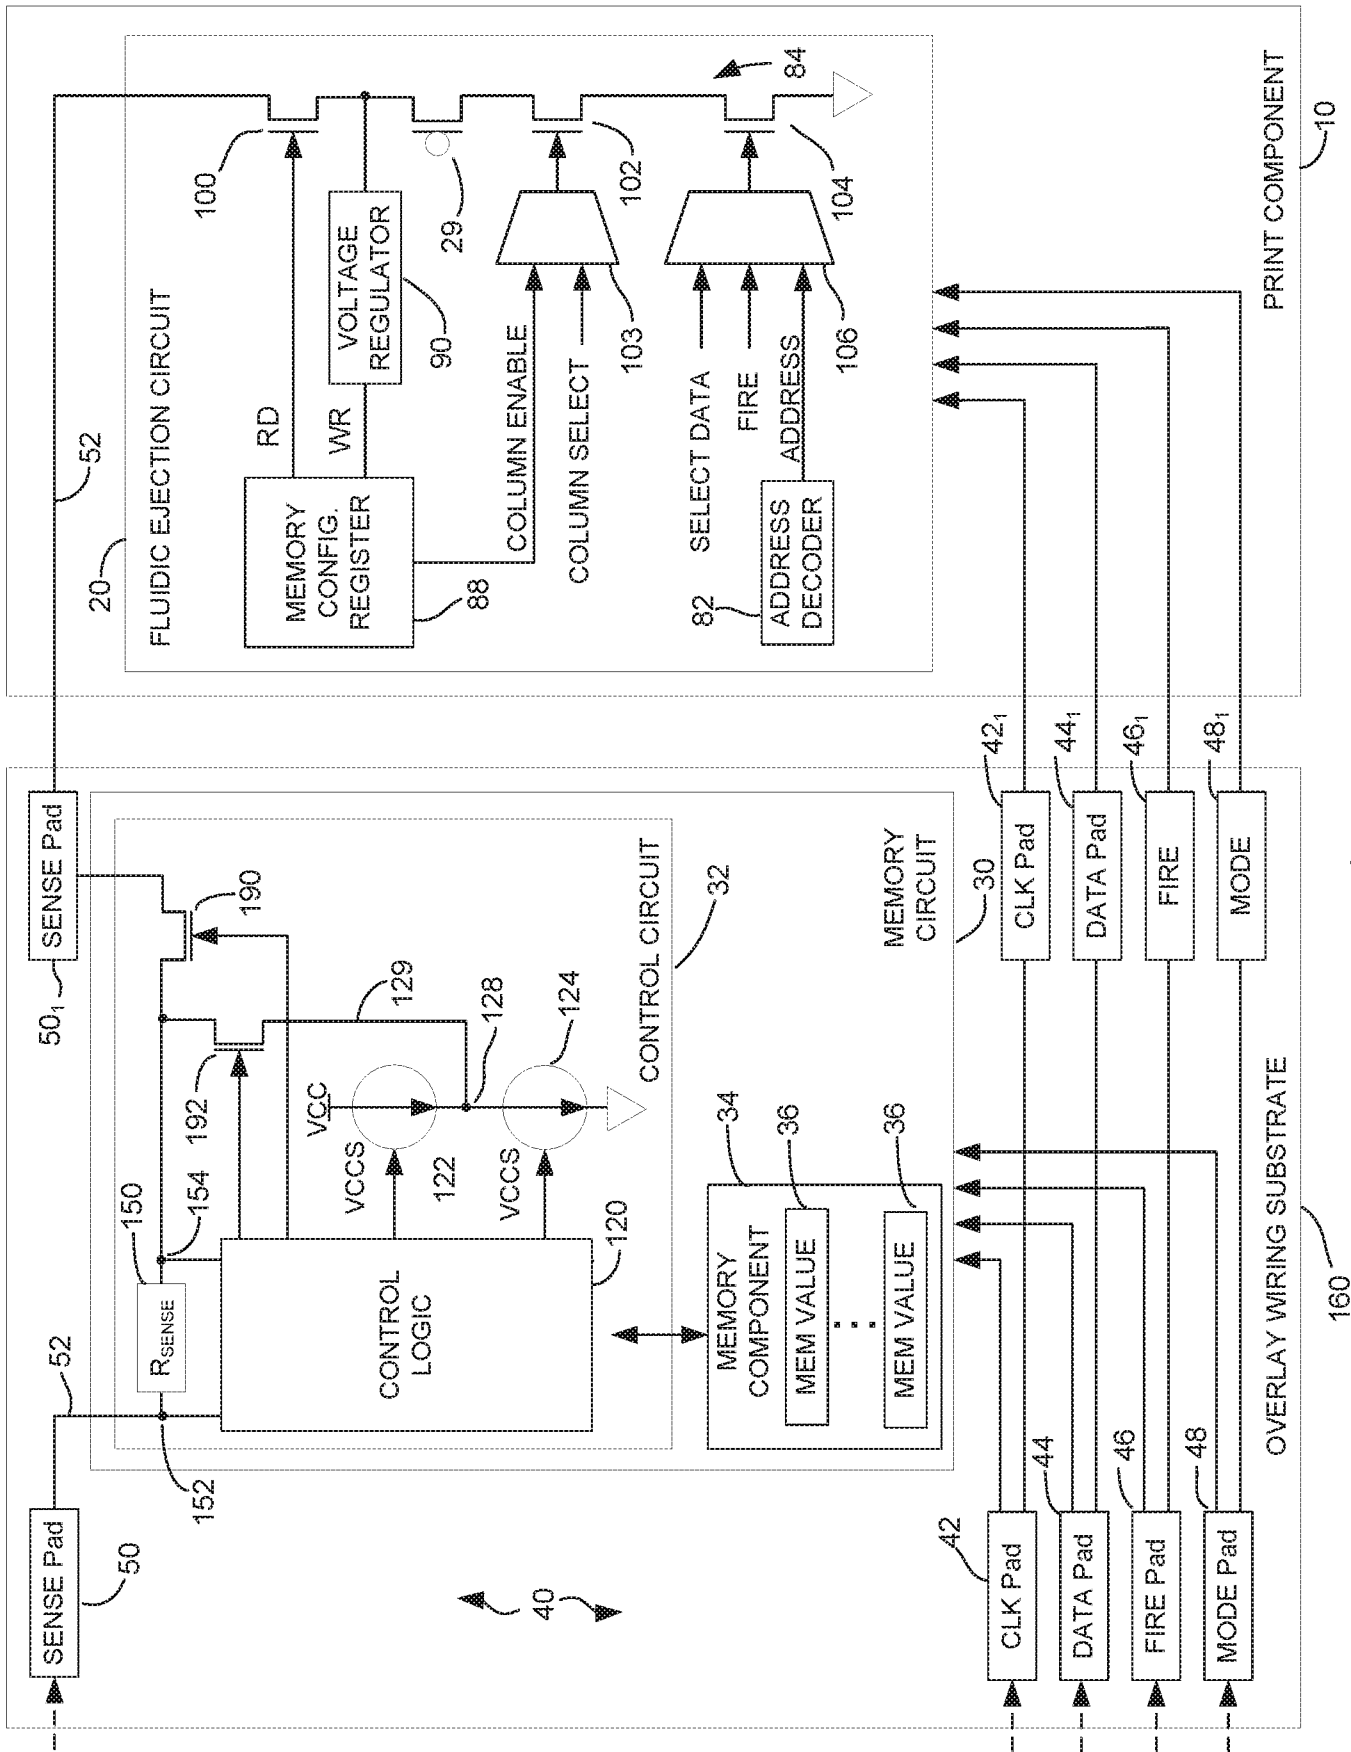 SENSE Pad
50
52
152
R_SENSE
150
154
192
190
SENSE Pad
50₁
52
CONTROL
LOGIC
120
VCC
VCCS
122
VCCS
124
128
129
CONTROL CIRCUIT
32
MEMORY
CIRCUIT
30
MEMORY
COMPONENT
34
MEM VALUE
36
MEM VALUE
36
40
CLK Pad
42
DATA Pad
44
FIRE Pad
46
MODE Pad
48
CLK Pad
42₁
DATA Pad
44₁
FIRE
46₁
MODE
48₁
OVERLAY WIRING SUBSTRATE
160
20
FLUIDIC EJECTION CIRCUIT
MEMORY
CONFIG.
REGISTER
88
RD
WR
VOLTAGE
REGULATOR
90
100
29
COLUMN ENABLE
COLUMN SELECT
103
102
SELECT DATA
FIRE
ADDRESS
82
ADDRESS
DECODER
106
104
84
PRINT COMPONENT
10